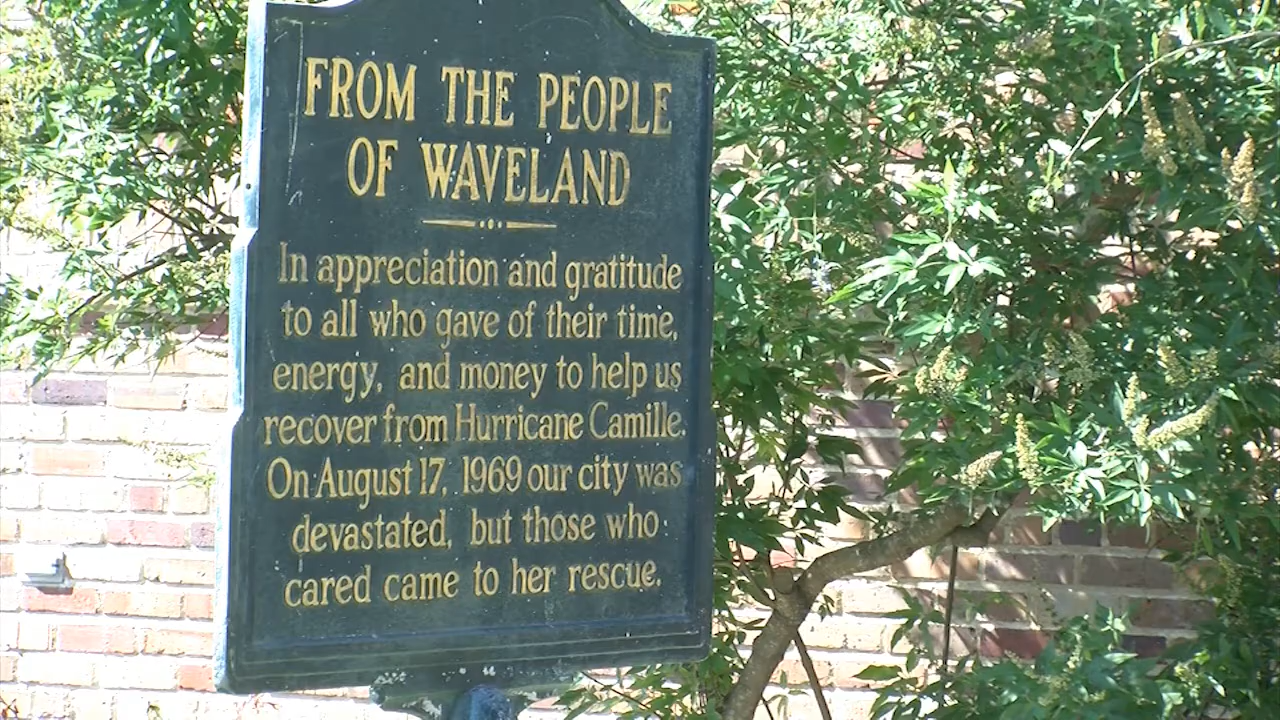 FROM THE PEOPLE
OF WAVELAND
In appreciation and gratitude
to all who gave of their time,
energy, and money to help us
recover from Hurricane Camille.
On August 17, 1969 our city was
devastated, but those who
cared came to her rescue.